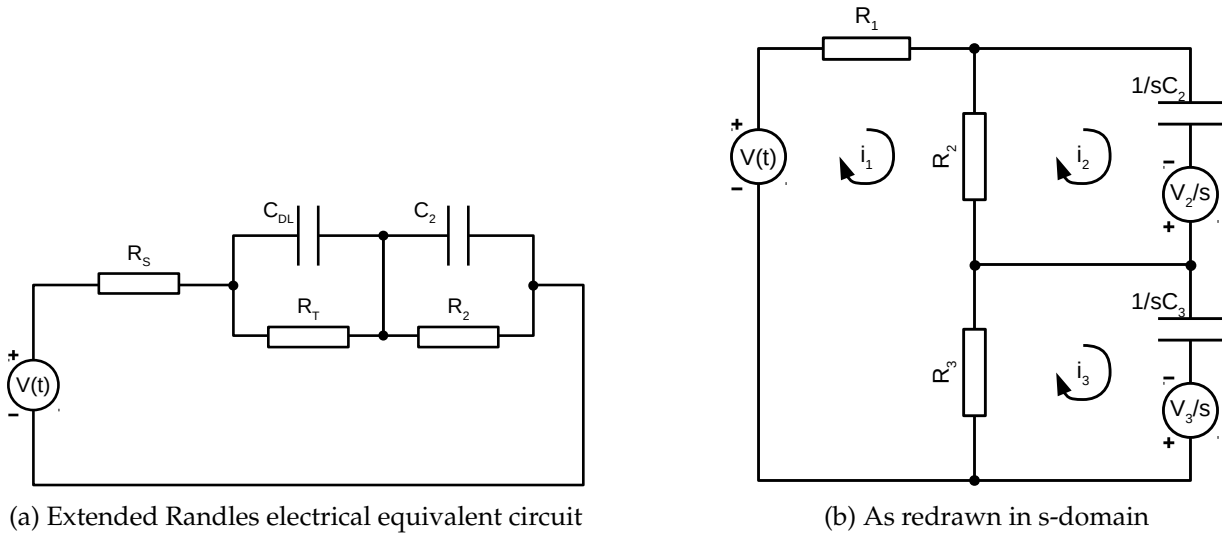 C_DL
C_2
R_S
R_T
R_2
+
V(t)
−
(a) Extended Randles electrical equivalent circuit
R_1
1/sC_2
+
V(t)
−
i_1
R_2
i_2
−
V_2/s
+
1/sC_3
R_3
i_3
−
V_3/s
+
(b) As redrawn in s-domain